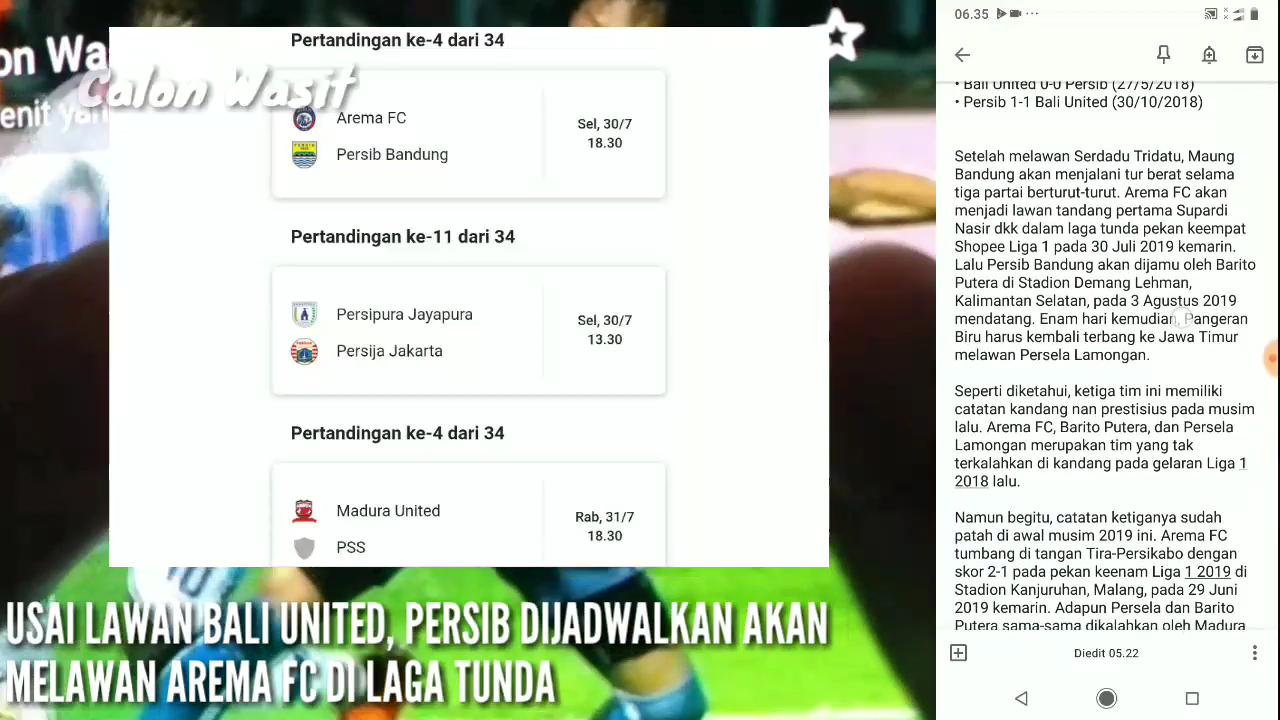 on Wa
Calon Wasit
enit yan
Pertandingan ke-4 dari 34
Arema FC
Persib Bandung
Sel, 30/7
18.30
Pertandingan ke-11 dari 34
Persipura Jayapura
Persija Jakarta
Sel, 30/7
13.30
Pertandingan ke-4 dari 34
Madura United
PSS
Rab, 31/7
18.30
USAI LAWAN BALI UNITED, PERSIB DIJADWALKAN AKAN
MELAWAN AREMA FC DI LAGA TUNDA
06.35
• Bali United 0-0 Persib (27/5/2018)
• Persib 1-1 Bali United (30/10/2018)
Setelah melawan Serdadu Tridatu, Maung
Bandung akan menjalani tur berat selama
tiga partai berturut-turut. Arema FC akan
menjadi lawan tandang pertama Supardi
Nasir dkk dalam laga tunda pekan keempat
Shopee Liga 1 pada 30 Juli 2019 kemarin.
Lalu Persib Bandung akan dijamu oleh Barito
Putera di Stadion Demang Lehman,
Kalimantan Selatan, pada 3 Agustus 2019
mendatang. Enam hari kemudian, Pangeran
Biru harus kembali terbang ke Jawa Timur
melawan Persela Lamongan.
Seperti diketahui, ketiga tim ini memiliki
catatan kandang nan prestisius pada musim
lalu. Arema FC, Barito Putera, dan Persela
Lamongan merupakan tim yang tak
terkalahkan di kandang pada gelaran Liga 1
2018 lalu.
Namun begitu, catatan ketiganya sudah
patah di awal musim 2019 ini. Arema FC
tumbang di tangan Tira-Persikabo dengan
skor 2-1 pada pekan keenam Liga 1 2019 di
Stadion Kanjuruhan, Malang, pada 29 Juni
2019 kemarin. Adapun Persela dan Barito
Putera sama-sama dikalahkan oleh Madura
Diedit 05.22